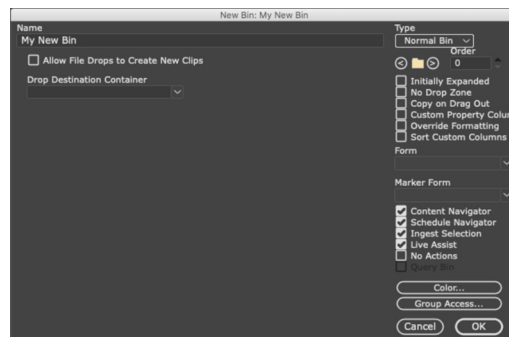 New Bin: My New Bin
Name
My New Bin
Allow File Drops to Create New Clips
Drop Destination Container
Type
Normal Bin
Order
0
Initially Expanded
No Drop Zone
Copy on Drag Out
Custom Property Colu
Override Formatting
Sort Custom Columns
Form
Marker Form
Content Navigator
Schedule Navigator
Ingest Selection
Live Assist
No Actions
Query Bin
Color...
Group Access...
Cancel
OK